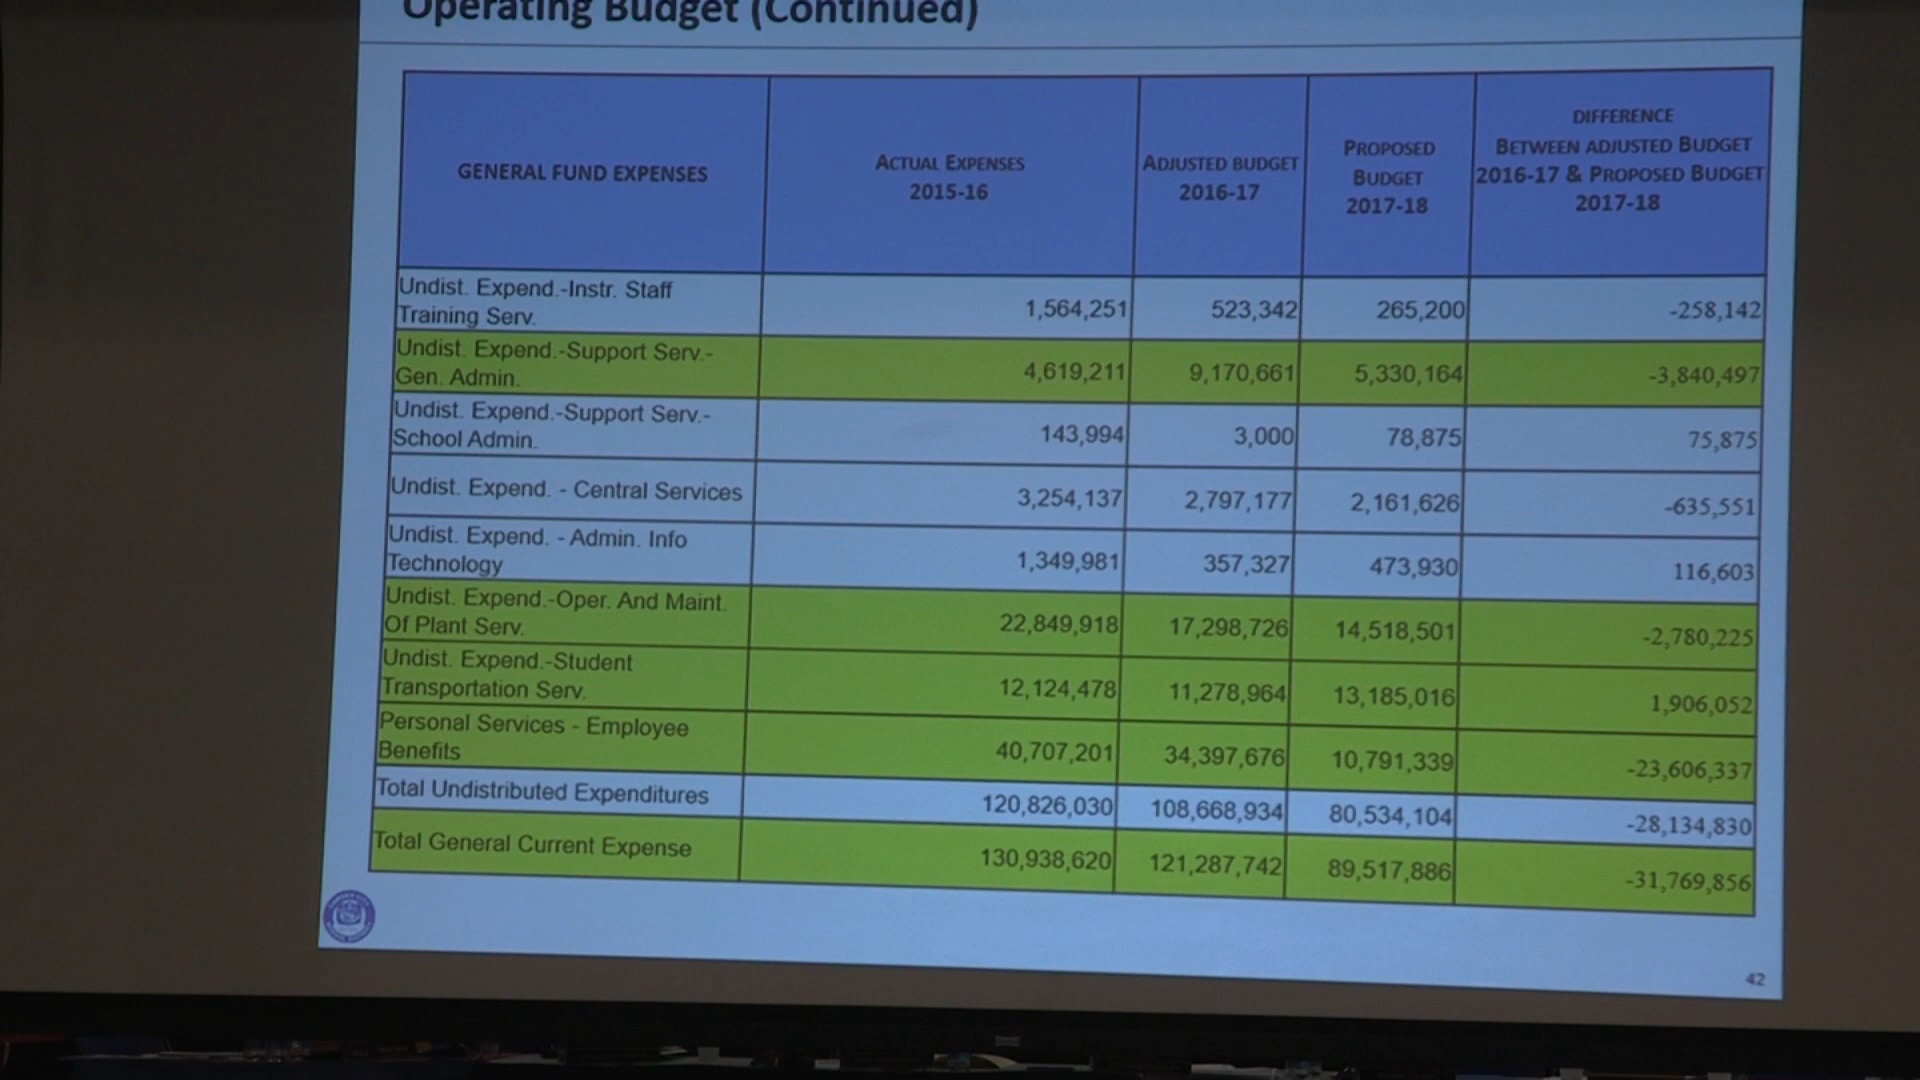 Operating Budget (Continued)
GENERAL FUND EXPENSES
ACTUAL EXPENSES
2015-16
ADJUSTED BUDGET
2016-17
PROPOSED
BUDGET
2017-18
DIFFERENCE
BETWEEN ADJUSTED BUDGET
2016-17 & PROPOSED BUDGET
2017-18
Undist. Expend.-Instr. Staff
Training Serv.
1,564,251 523,342 265,200 -258,142
Undist. Expend.-Support Serv.-
Gen. Admin.
4,619,211 9,170,661 5,330,164 -3,840,497
Undist. Expend.-Support Serv.-
School Admin.
143,994 3,000 78,875 75,875
Undist. Expend. - Central Services 3,254,137 2,797,177 2,161,626 -635,551
Undist. Expend. - Admin. Info
Technology
1,349,981 357,327 473,930 116,603
Undist. Expend.-Oper. And Maint.
Of Plant Serv.
22,849,918 17,298,726 14,518,501 -2,780,225
Undist. Expend.-Student
Transportation Serv.
12,124,478 11,278,964 13,185,016 1,906,052
Personal Services - Employee
Benefits
40,707,201 34,397,676 10,791,339 -23,606,337
Total Undistributed Expenditures 120,826,030 108,668,934 80,534,104 -28,134,830
Total General Current Expense 130,938,620 121,287,742 89,517,886 -31,769,856
42